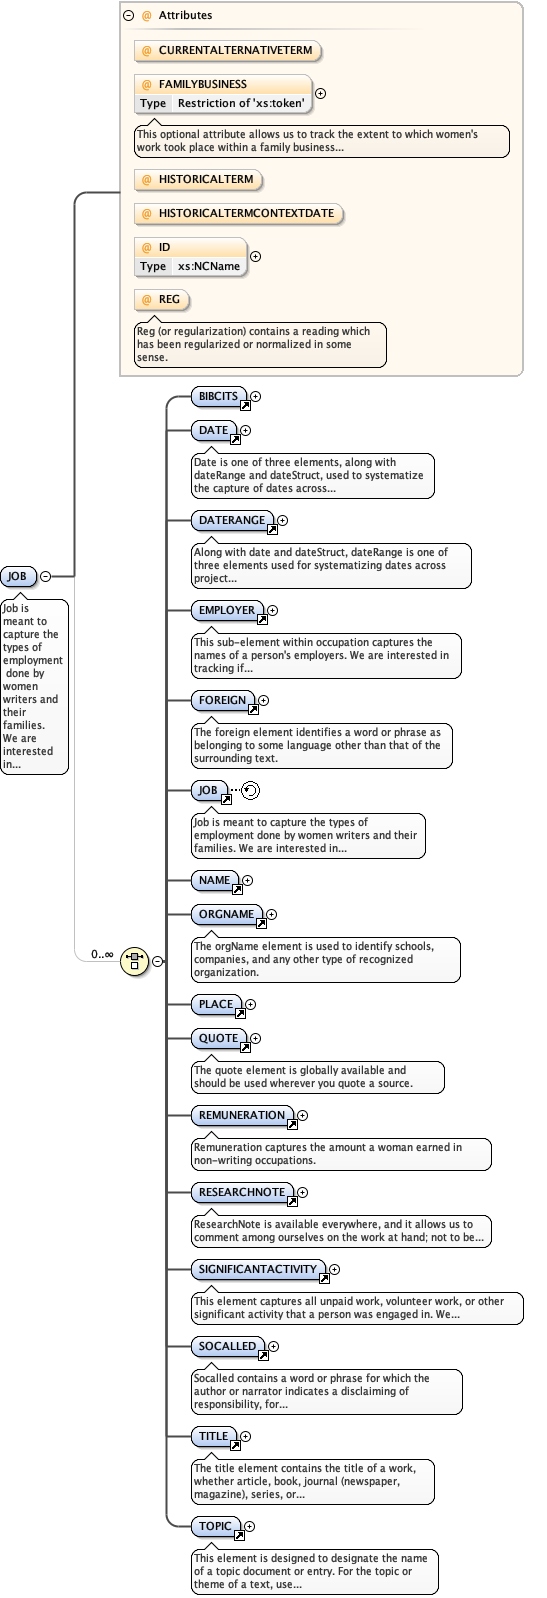 @ Attributes
@ CURRENTALTERNATIVETERM
@ FAMILYBUSINESS
Type Restriction of 'xs:token'
This optional attribute allows us to track the extent to which women's
work took place within a family business...
@ HISTORICALTERM
@ HISTORICALTERMCONTEXTDATE
@ ID
Type xs:NCName
@ REG
Reg (or regularization) contains a reading which
has been regularized or normalized in some
sense.
JOB
Job is
meant to
capture the
types of
employment
done by
women
writers and
their
families.
We are
interested
in...
0..∞
BIBCITS
DATE
Date is one of three elements, along with
dateRange and dateStruct, used to systematize
the capture of dates across...
DATERANGE
Along with date and dateStruct, dateRange is one of
three elements used for systematizing dates across
project...
EMPLOYER
This sub-element within occupation captures the
names of a person's employers. We are interested in
tracking if...
FOREIGN
The foreign element identifies a word or phrase as
belonging to some language other than that of the
surrounding text.
JOB
Job is meant to capture the types of
employment done by women writers and their
families. We are interested in...
NAME
ORGNAME
The orgName element is used to identify schools,
companies, and any other type of recognized
organization.
PLACE
QUOTE
The quote element is globally available and
should be used wherever you quote a source.
REMUNERATION
Remuneration captures the amount a woman earned in
non-writing occupations.
RESEARCHNOTE
ResearchNote is available everywhere, and it allows us to
comment among ourselves on the work at hand; not to be...
SIGNIFICANTACTIVITY
This element captures all unpaid work, volunteer work, or other
significant activity that a person was engaged in. We...
SOCALLED
Socalled contains a word or phrase for which the
author or narrator indicates a disclaiming of
responsibility, for...
TITLE
The title element contains the title of a work,
whether article, book, journal (newspaper,
magazine), series, or...
TOPIC
This element is designed to designate the name
of a topic document or entry. For the topic or
theme of a text, use...